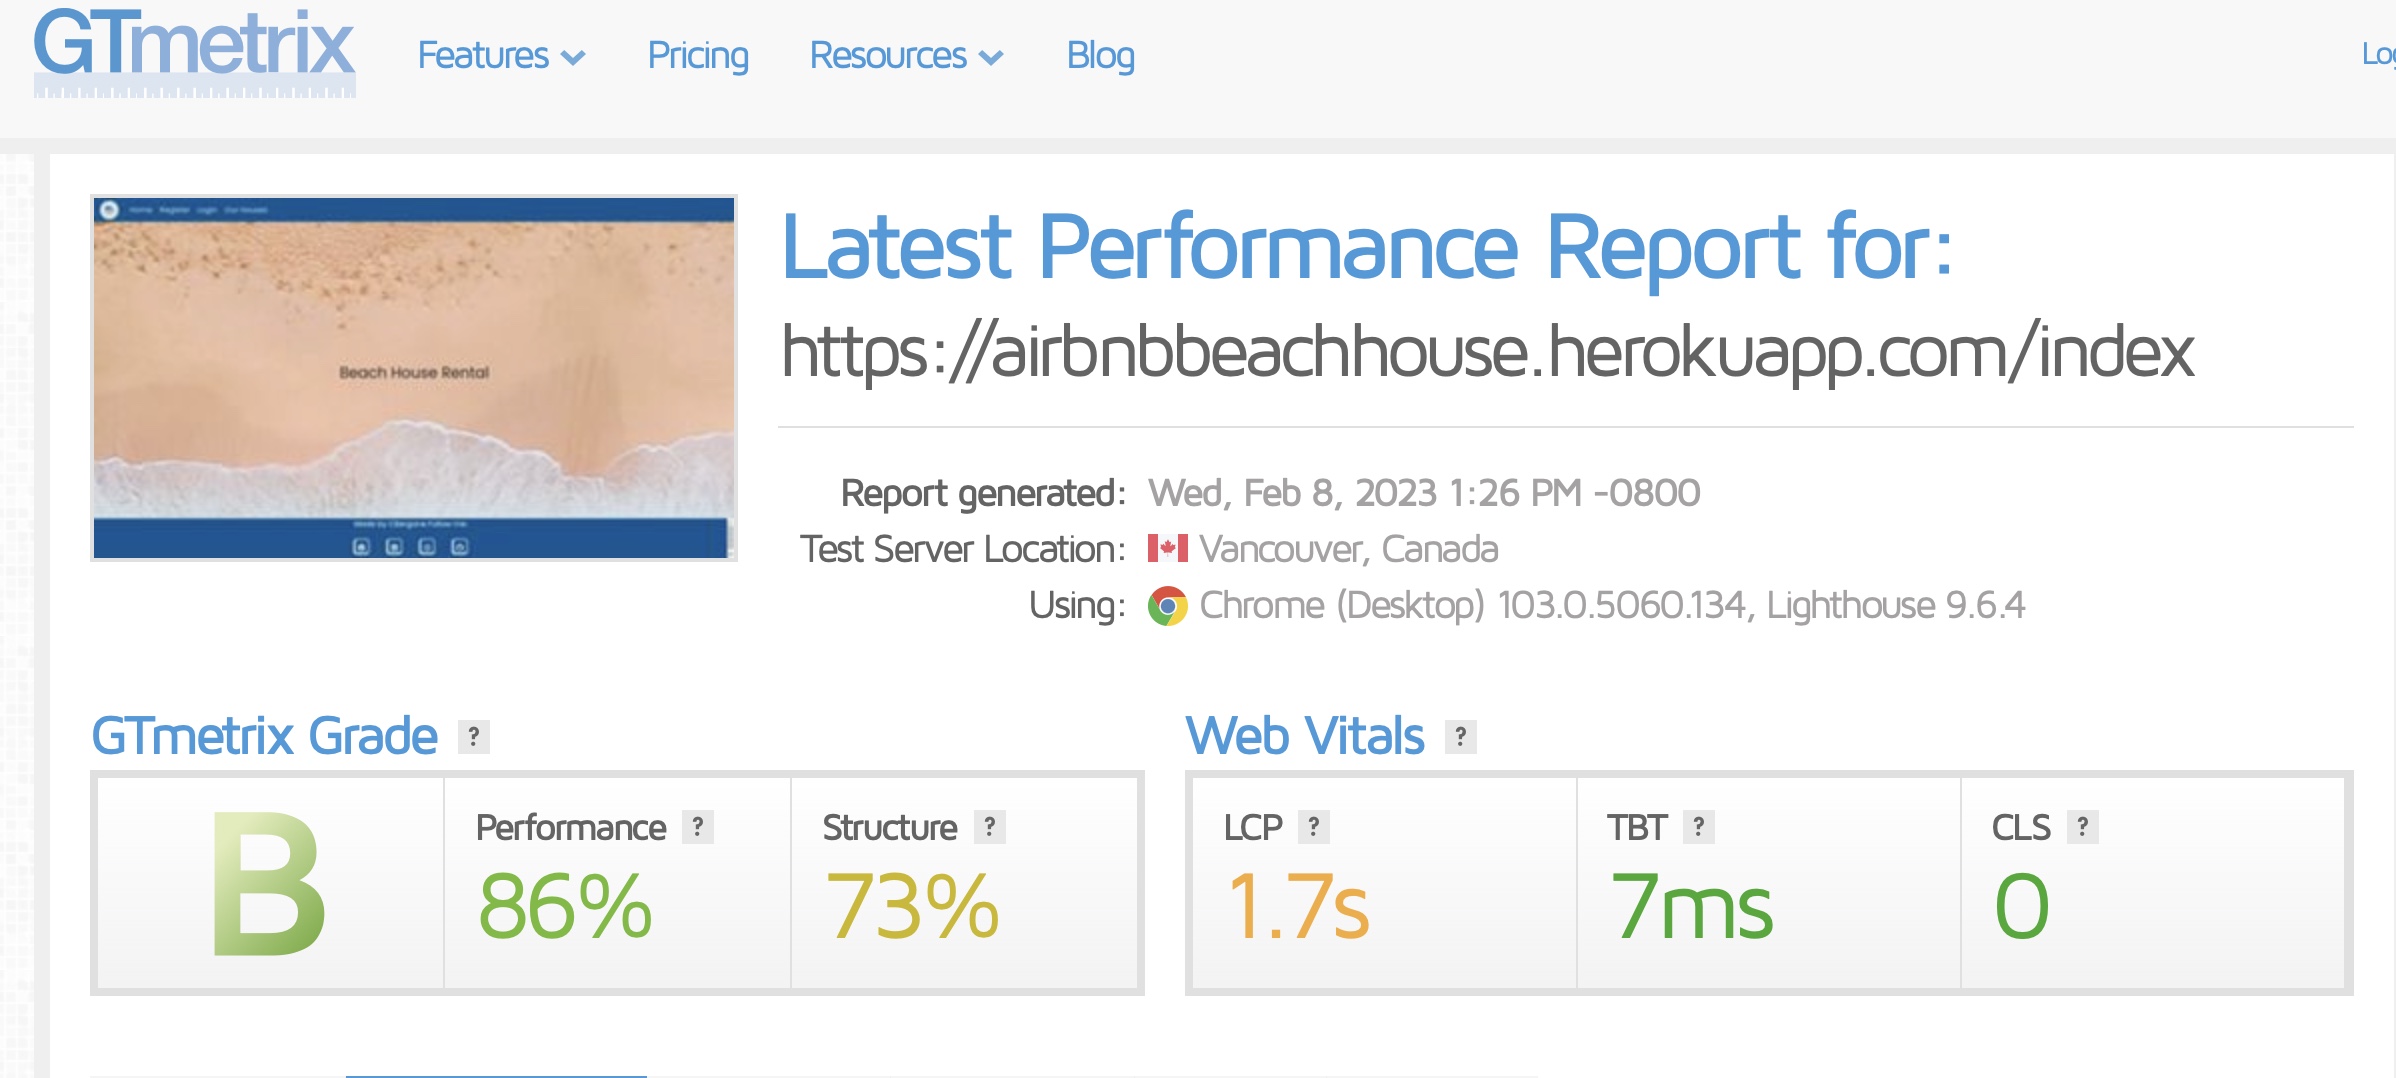 GTmetrix
Features Pricing Resources Blog
Home Register Login Our Houses
Beach House Rental
Latest Performance Report for:
https://airbnbbeachhouse.herokuapp.com/index
Report generated: Wed, Feb 8, 2023 1:26 PM -0800
Test Server Location: Vancouver, Canada
Using: Chrome (Desktop) 103.0.5060.134, Lighthouse 9.6.4
GTmetrix Grade ?
Web Vitals ?
B
Performance ?
86%
Structure ?
73%
LCP ?
1.7s
TBT ?
7ms
CLS ?
0